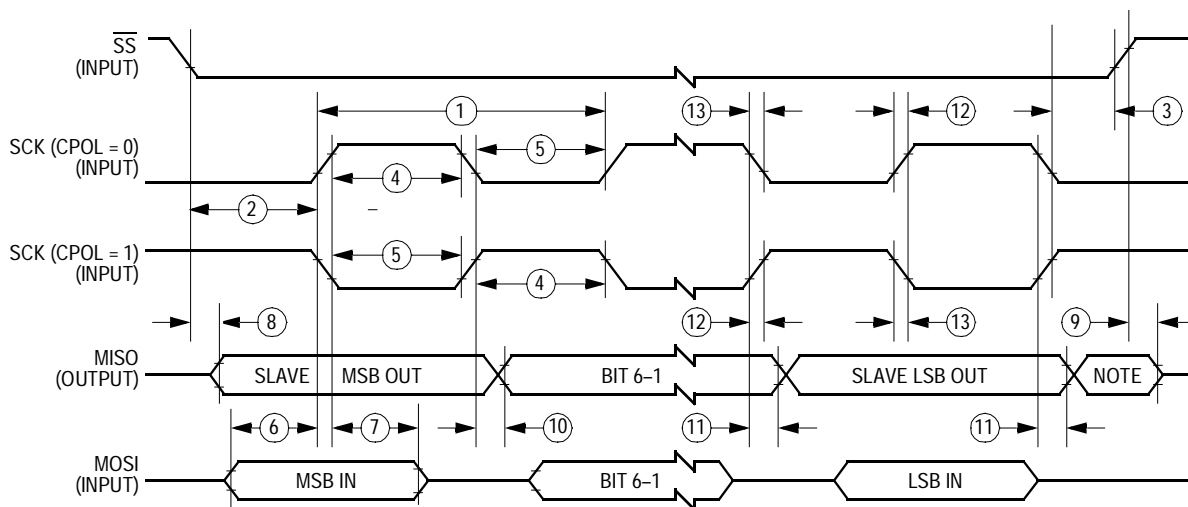 SS
(INPUT)
1
13
12
3
SCK (CPOL = 0)
(INPUT)
5
4
2
–
SCK (CPOL = 1)
(INPUT)
5
4
8
12
13
9
MISO
(OUTPUT)
SLAVE MSB OUT
BIT 6–1
SLAVE LSB OUT
NOTE
6
7
10
11
11
MOSI
(INPUT)
MSB IN
BIT 6–1
LSB IN